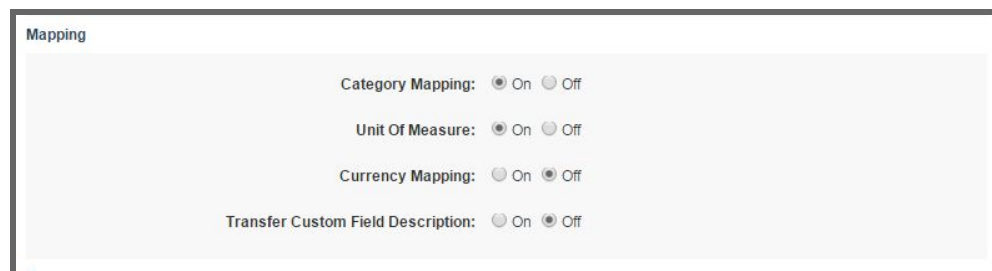 Mapping
Category Mapping: On Off
Unit Of Measure: On Off
Currency Mapping: On Off
Transfer Custom Field Description: On Off